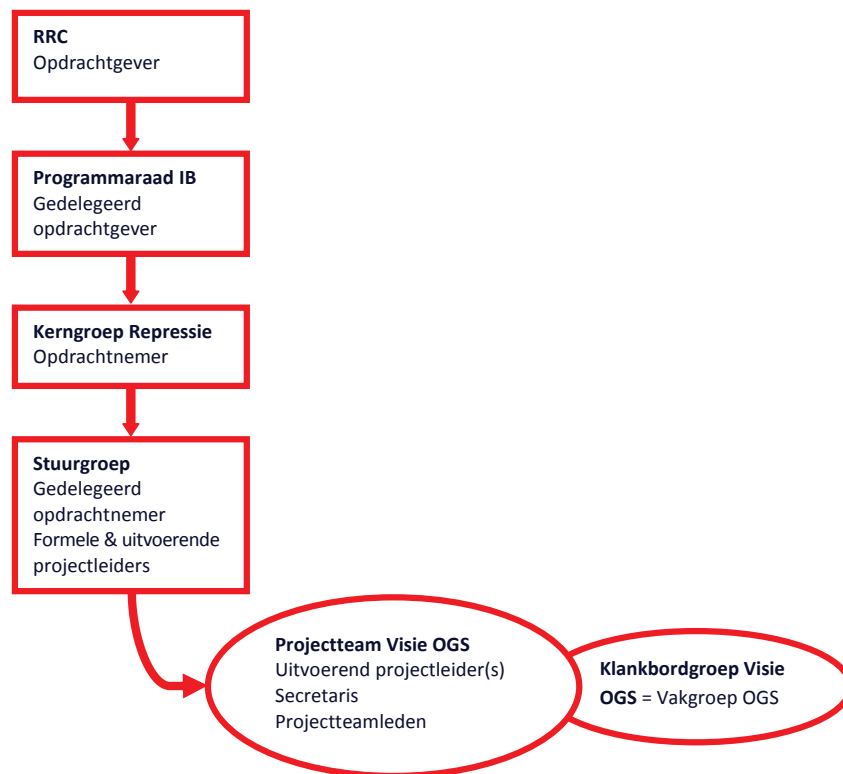 RRC
Opdrachtgever
Programmaraad IB
Gedelegeerd
opdrachtgever
Kerngroep Repressie
Opdrachtnemer
Stuurgroep
Gedelegeerd
opdrachtnemer
Formele & uitvoerende
projectleiders
Projectteam Visie OGS
Uitvoerend projectleider(s)
Secretaris
Projectteamleden
Klankbordgroep Visie
OGS = Vakgroep OGS